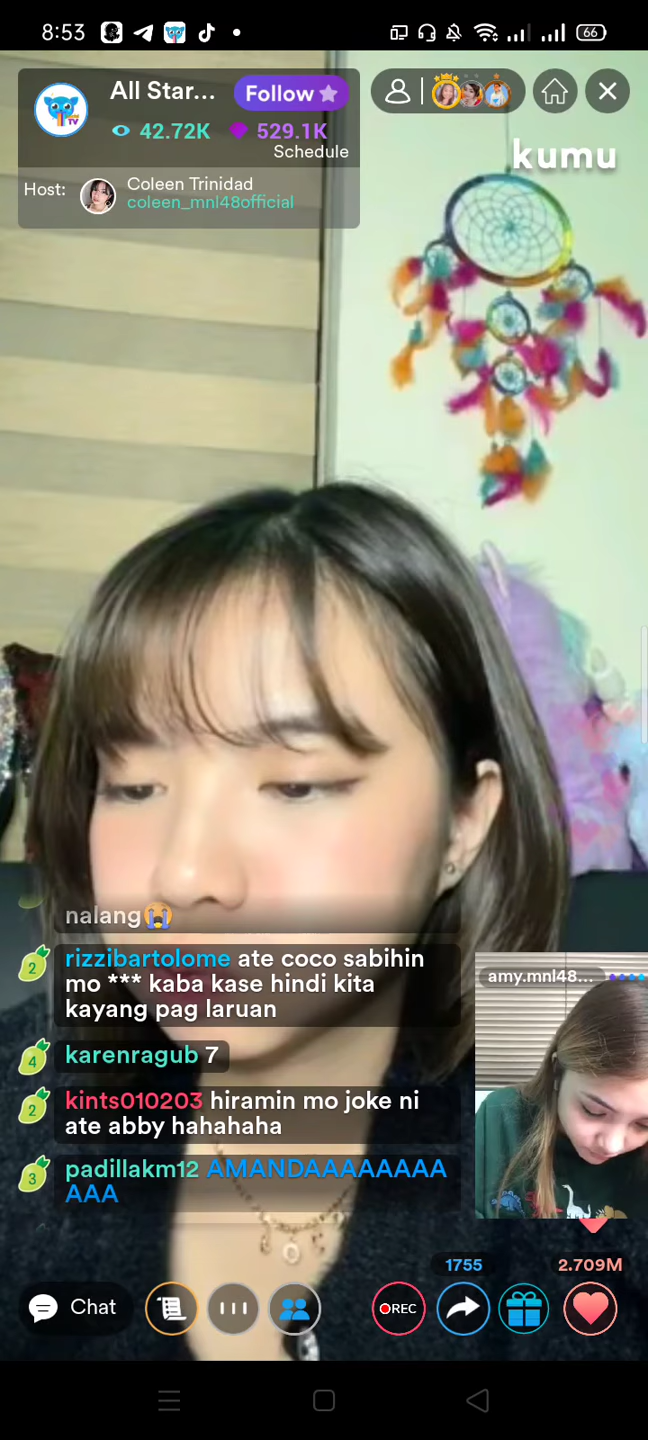 8:53
66
All Star...
Follow
42.72K
529.1K
Schedule
Host:
Coleen Trinidad
coleen_mnl48official
kumu
nalang😭
2
rizzibartolome ate coco sabihin
mo *** kaba kase hindi kita
kayang pag laruan
4
karenragub 7
2
kints010203 hiramin mo joke ni
ate abby hahahaha
3
padillakm12 AMANDAAAAAAAA
AAA
amy.mnl48...
1755
2.709M
Chat
REC